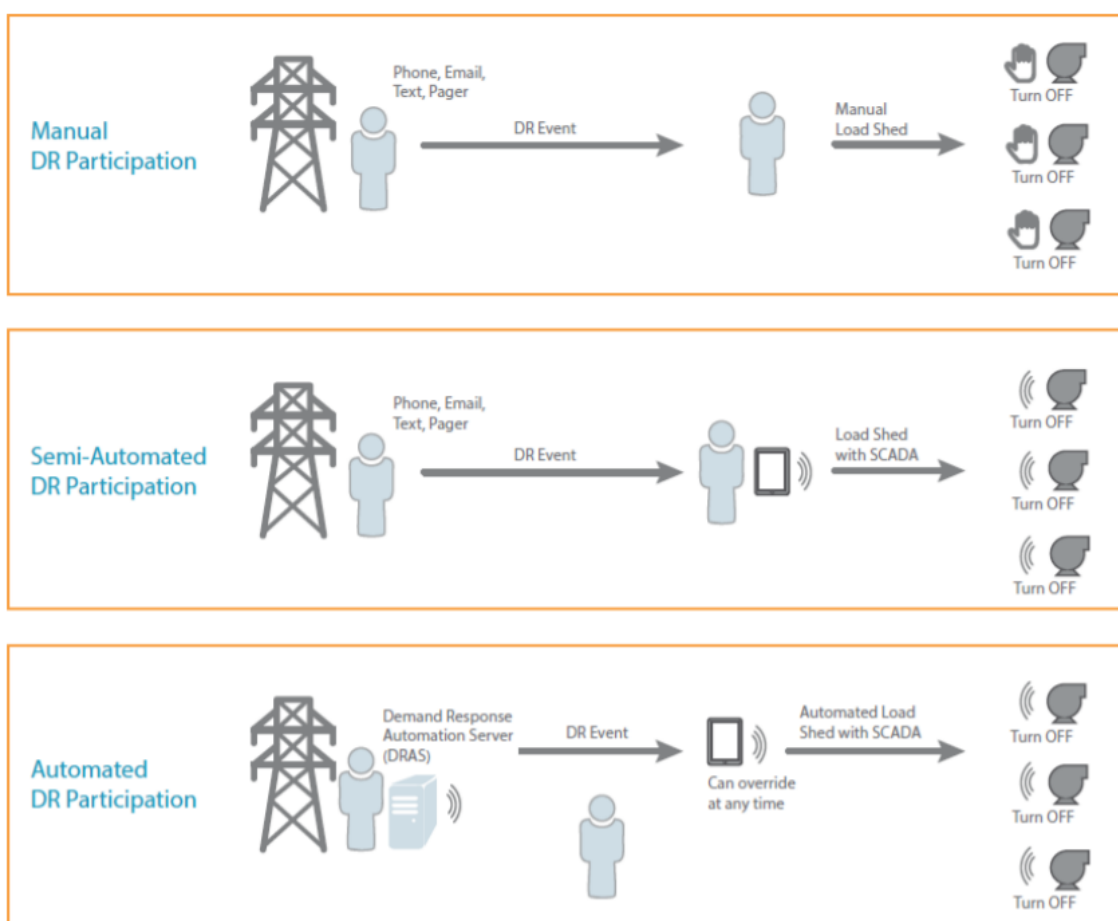 Manual
DR Participation
Phone, Email,
Text, Pager
DR Event
Manual
Load Shed
Turn OFF
Turn OFF
Turn OFF
Semi-Automated
DR Participation
Phone, Email,
Text, Pager
DR Event
Load Shed
with SCADA
Turn OFF
Turn OFF
Turn OFF
Automated
DR Participation
Demand Response
Automation Server
(DRAS)
DR Event
Can override
at any time
Automated Load
Shed with SCADA
Turn OFF
Turn OFF
Turn OFF